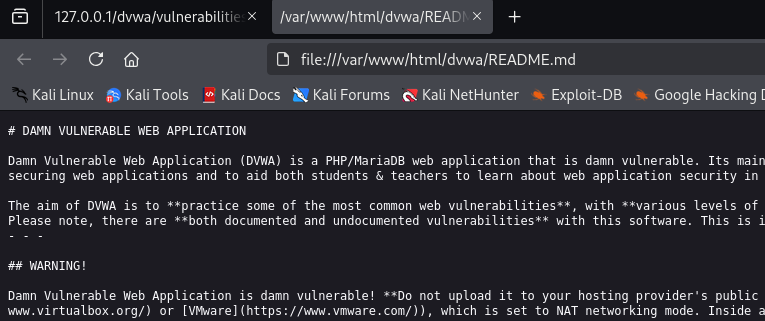 127.0.0.1/dvwa/vulnerabilities
/var/www/html/dvwa/README
file:///var/www/html/dvwa/README.md
Kali Linux Kali Tools Kali Docs Kali Forums Kali NetHunter Exploit-DB Google Hacking
# DAMN VULNERABLE WEB APPLICATION
Damn Vulnerable Web Application (DVWA) is a PHP/MariaDB web application that is damn vulnerable. Its main
securing web applications and to aid both students & teachers to learn about web application security in
The aim of DVWA is to **practice some of the most common web vulnerabilities**, with **various levels of
Please note, there are **both documented and undocumented vulnerabilities** with this software. This is i
- - -
## WARNING!
Damn Vulnerable Web Application is damn vulnerable! **Do not upload it to your hosting provider's public
www.virtualbox.org/) or [VMware](https://www.vmware.com/)), which is set to NAT networking mode. Inside a